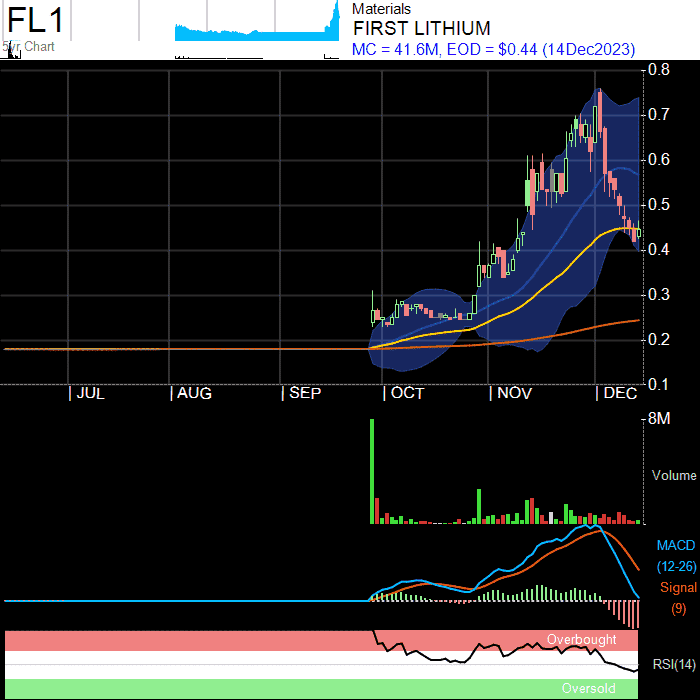 FL1
5yr Chart
Materials
FIRST LITHIUM
MC = 41.6M, EOD = $0.44 (14Dec2023)
0.8
0.7
0.6
0.5
0.4
0.3
0.2
0.1
JUL AUG SEP OCT NOV DEC
8M
Volume
MACD
(12-26)
Signal
(9)
Overbought
RSI(14)
Oversold